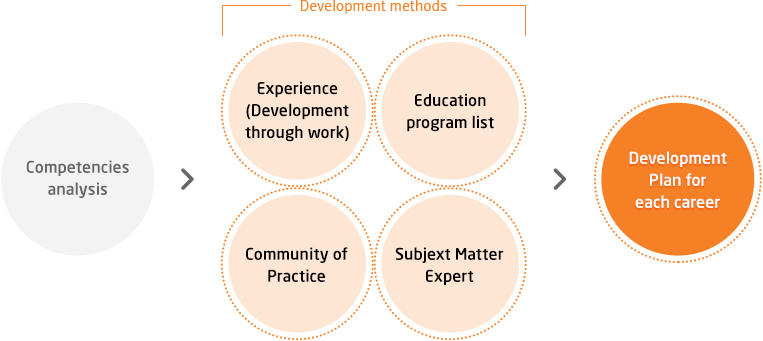 Development methods
Competencies
analysis
Experience
(Development
through work)
Education
program list
Community of
Practice
Subjext Matter
Expert
Development
Plan for
each career